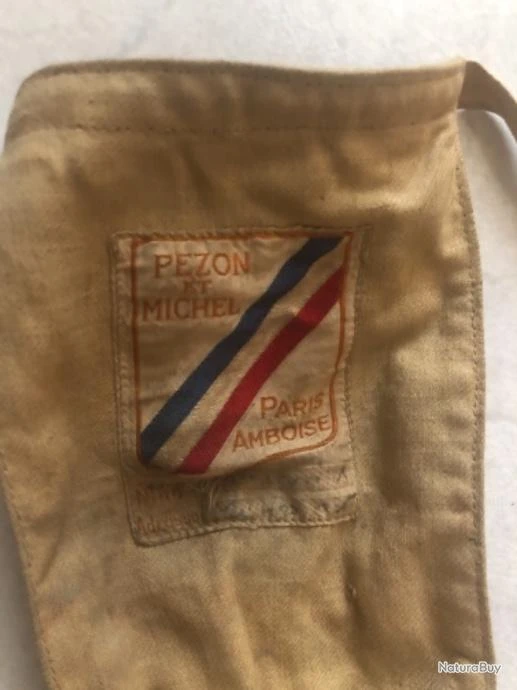 PEZON
ET
MICHEL
PARIS
AMBOISE
NaturaBuy